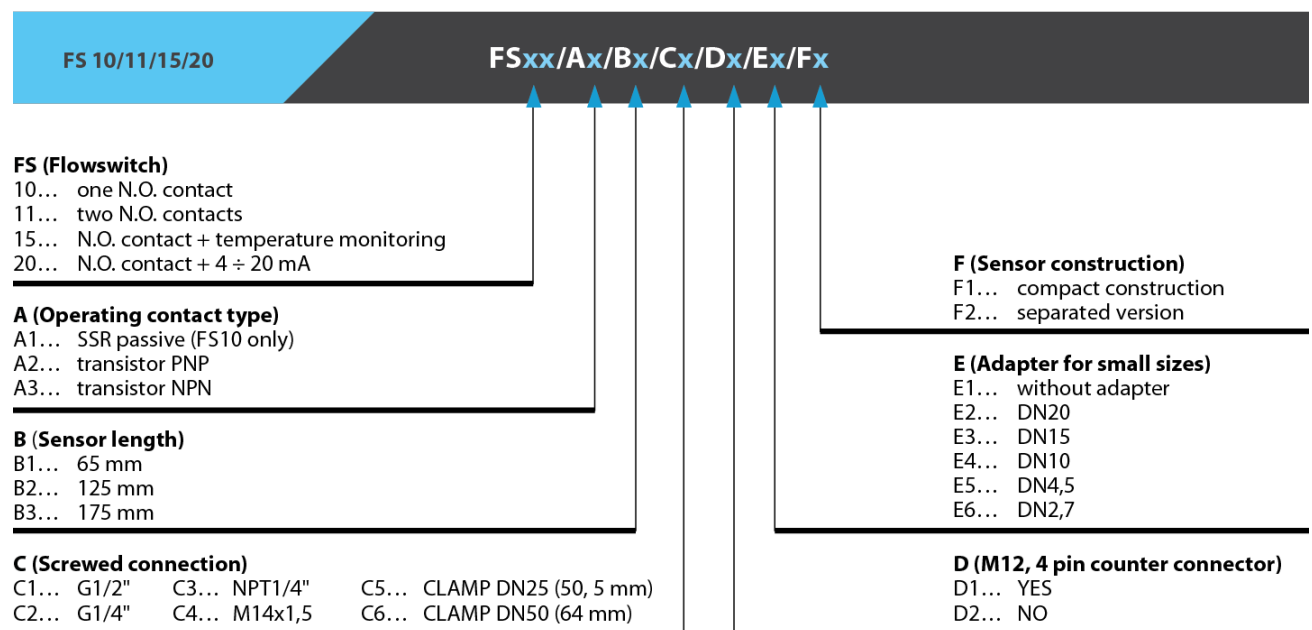 FS 10/11/15/20
FSxx/Ax/Bx/Cx/Dx/Ex/Fx
FS (Flowswitch)
10... one N.O. contact
11... two N.O. contacts
15... N.O. contact + temperature monitoring
20... N.O. contact + 4 ÷ 20 mA
A (Operating contact type)
A1... SSR passive (FS10 only)
A2... transistor PNP
A3... transistor NPN
B (Sensor length)
B1... 65 mm
B2... 125 mm
B3... 175 mm
C (Screwed connection)
C1... G1/2" C3... NPT1/4" C5... CLAMP DN25 (50, 5 mm)
C2... G1/4" C4... M14x1,5 C6... CLAMP DN50 (64 mm)
F (Sensor construction)
F1... compact construction
F2... separated version
E (Adapter for small sizes)
E1... without adapter
E2... DN20
E3... DN15
E4... DN10
E5... DN4,5
E6... DN2,7
D (M12, 4 pin counter connector)
D1... YES
D2... NO